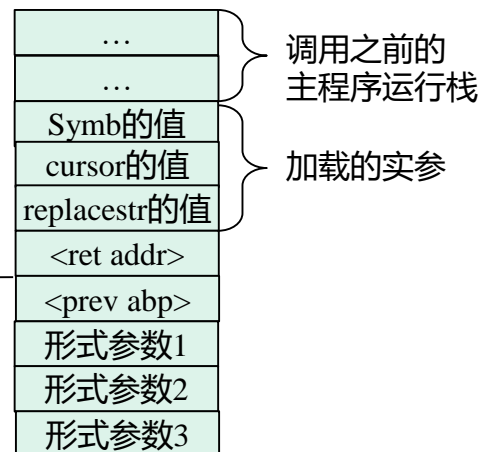 …
…
调用之前的
主程序运行栈
Symb的值
cursor的值
replacestr的值
加载的实参
<ret addr>
<prev abp>
形式参数1
形式参数2
形式参数3